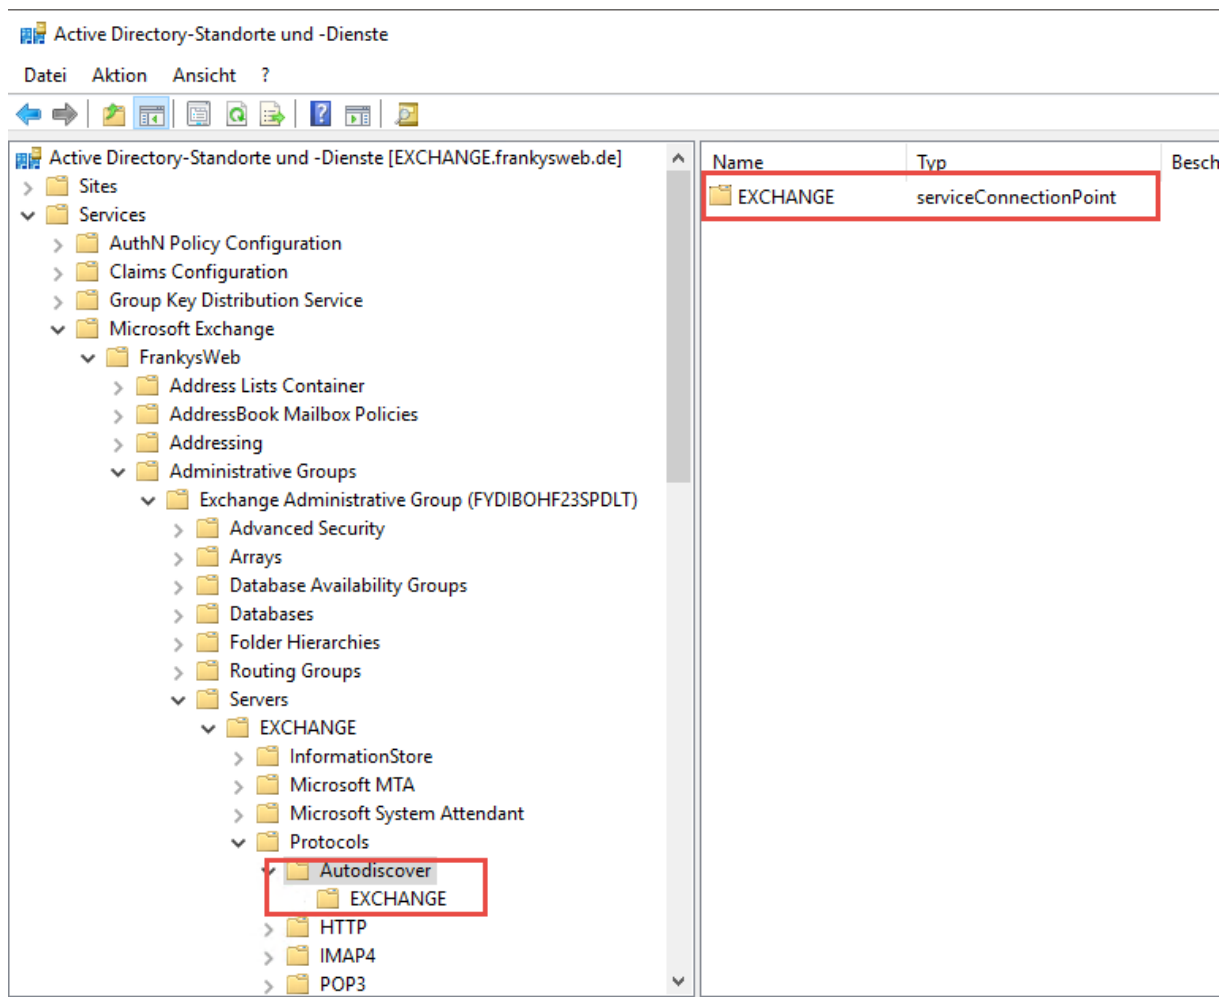 Active Directory-Standorte und -Dienste
Datei Aktion Ansicht ?
Active Directory-Standorte und -Dienste [EXCHANGE.frankysweb.de]
Sites
Services
AuthN Policy Configuration
Claims Configuration
Group Key Distribution Service
Microsoft Exchange
FrankysWeb
Address Lists Container
AddressBook Mailbox Policies
Addressing
Administrative Groups
Exchange Administrative Group (FYDIBOHF23SPDLT)
Advanced Security
Arrays
Database Availability Groups
Databases
Folder Hierarchies
Routing Groups
Servers
EXCHANGE
InformationStore
Microsoft MTA
Microsoft System Attendant
Protocols
Autodiscover
EXCHANGE
HTTP
IMAP4
POP3
Name Typ Besch
EXCHANGE serviceConnectionPoint